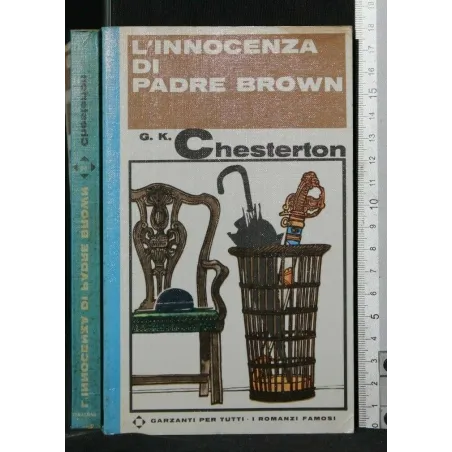 L'INNOCENZA
DI
PADRE BROWN
G. K. Chesterton
GARZANTI PER TUTTI · I ROMANZI FAMOSI
L'INNOCENZA DI PADRE BROWN
Chesterton